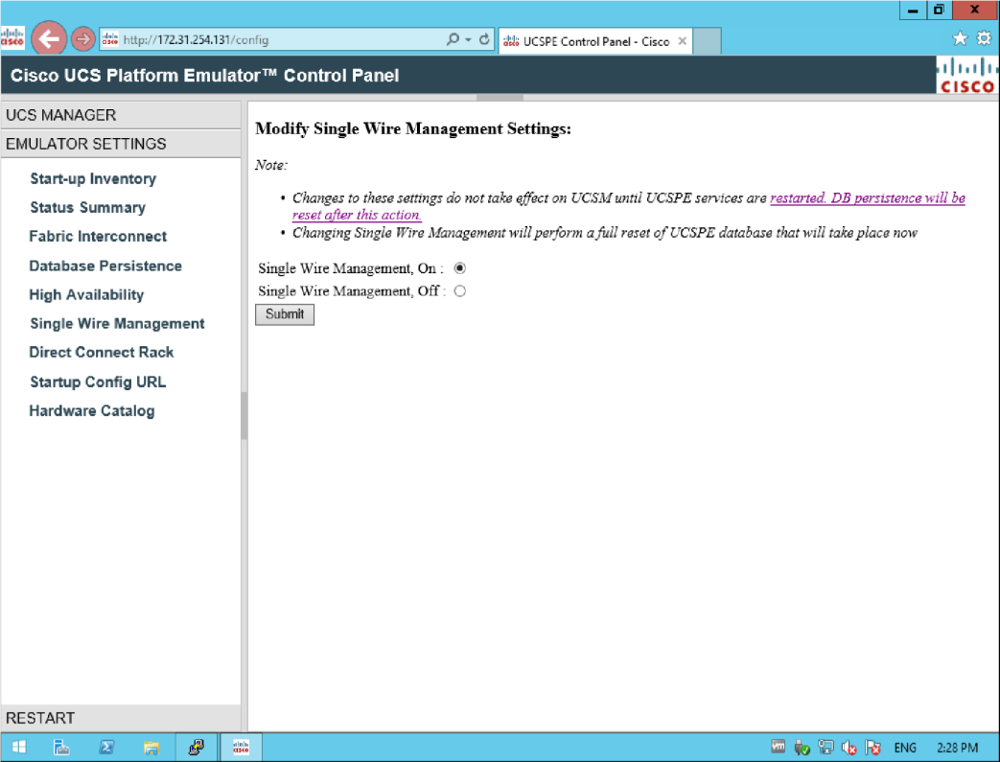 http://172.31.254.131/config
UCSPE Control Panel - Cisco
Cisco UCS Platform Emulator™ Control Panel
CISCO
UCS MANAGER
EMULATOR SETTINGS
Start-up Inventory
Status Summary
Fabric Interconnect
Database Persistence
High Availability
Single Wire Management
Direct Connect Rack
Startup Config URL
Hardware Catalog
RESTART
Modify Single Wire Management Settings:
Note:
• Changes to these settings do not take effect on UCSM until UCSPE services are restarted. DB persistence will be
reset after this action.
• Changing Single Wire Management will perform a full reset of UCSPE database that will take place now
Single Wire Management, On :
Single Wire Management, Off :
Submit
ENG
2:28 PM